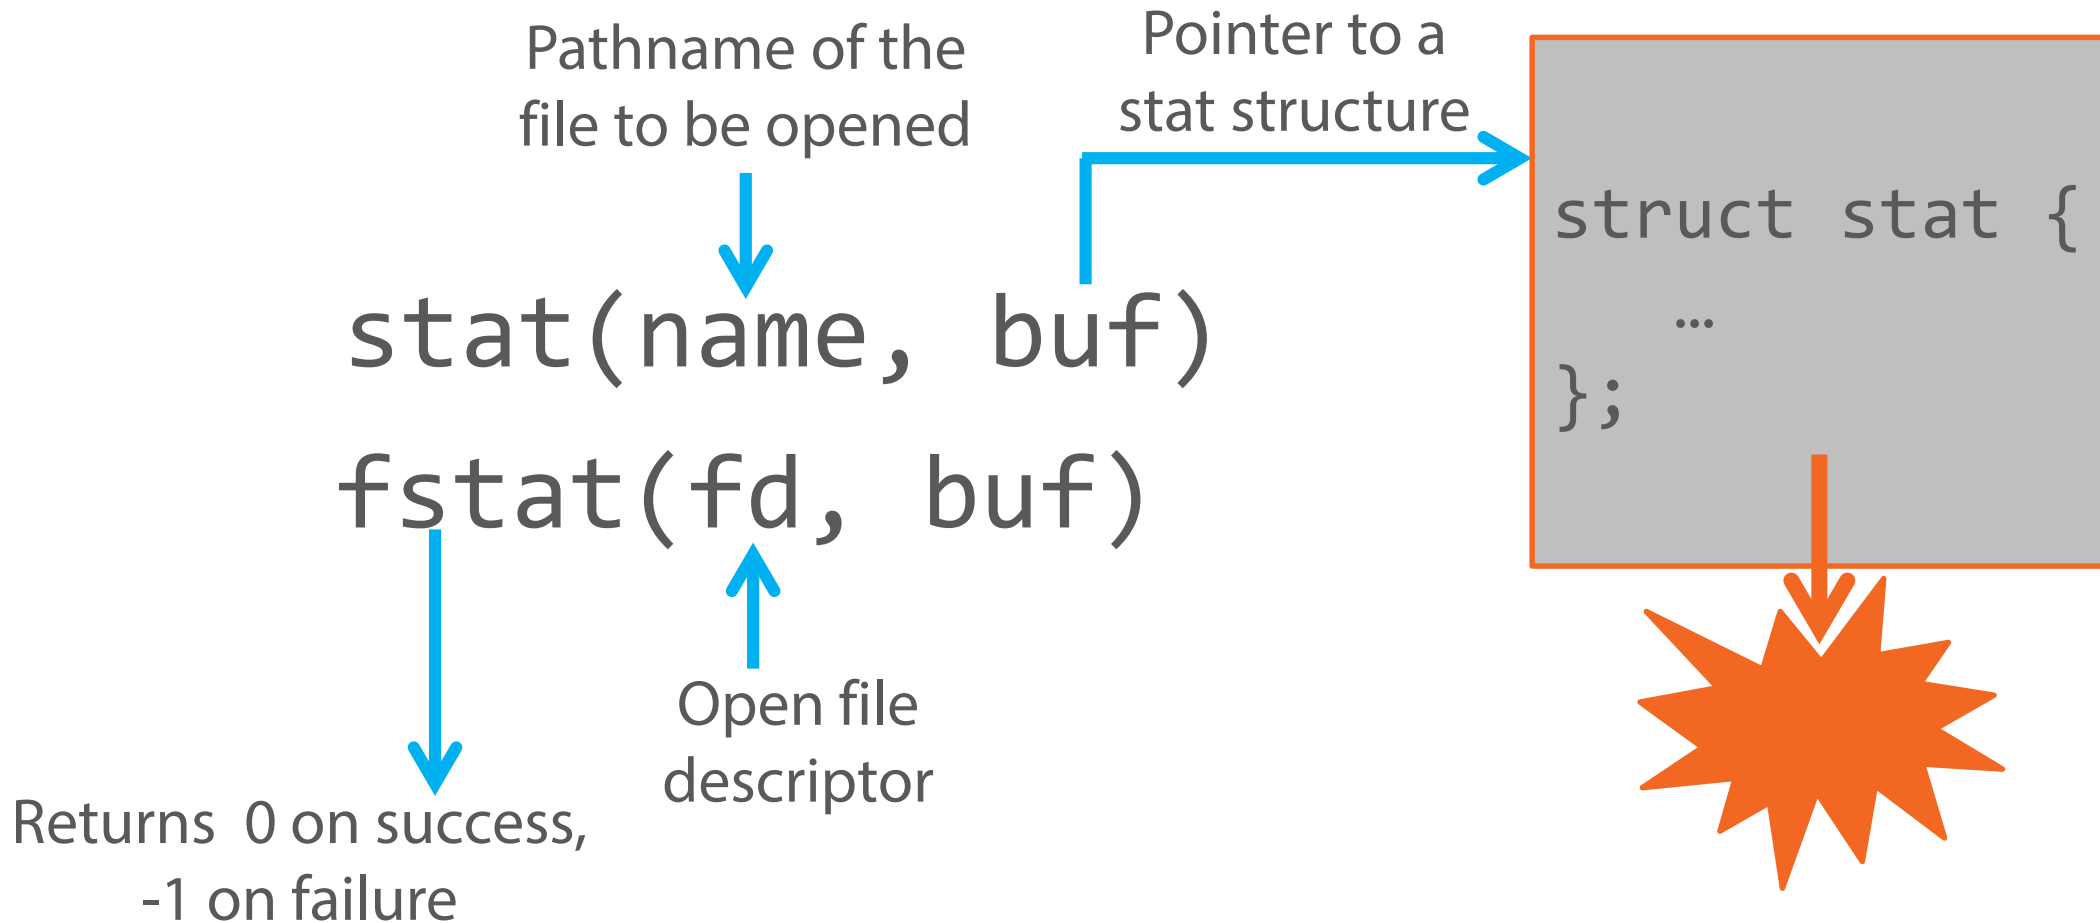 Pathname of the
file to be opened
Pointer to a
stat structure
stat(name, buf)
fstat(fd, buf)
struct stat {
…
};
Open file
descriptor
Returns  0 on success,
-1 on failure